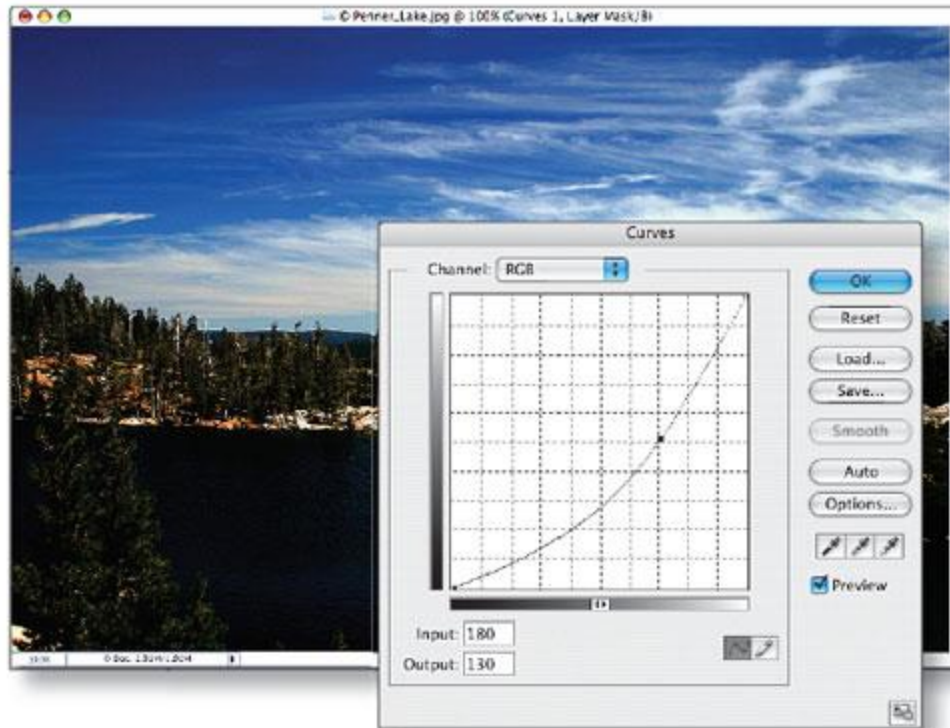 © Penner_Lake.jpg @ 100% (Curves 1, Layer Mask/8)
Curves
Channel: RGB
OK
Reset
Load...
Save...
Smooth
Auto
Options...
Preview
Input: 180
Output: 130